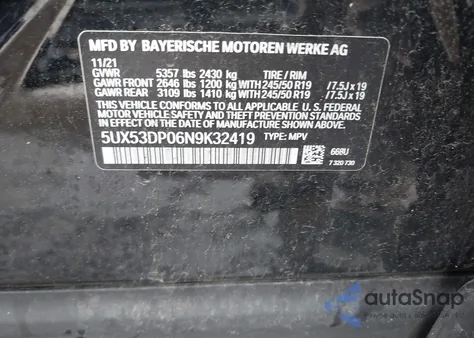 MFD BY BAYERISCHE MOTOREN WERKE AG
11/21
GVWR 5357 lbs 2430 kg TIRE / RIM
GAWR FRONT 2646 lbs 1200 kg WITH 245/50 R19 /7.5J x 19
GAWR REAR 3109 lbs 1410 kg WITH 245/50 R19 /7.5J x 19
THIS VEHICLE CONFORMS TO ALL APPLICABLE U. S. FEDERAL
MOTOR VEHICLE SAFETY AND THEFT PREVENTION STANDARDS
IN EFFECT ON THE DATE OF MANUFACTURE SHOWN ABOVE.
5UX53DP06N9K32419 TYPE: MPV
668U
7 320 730
autaSnap